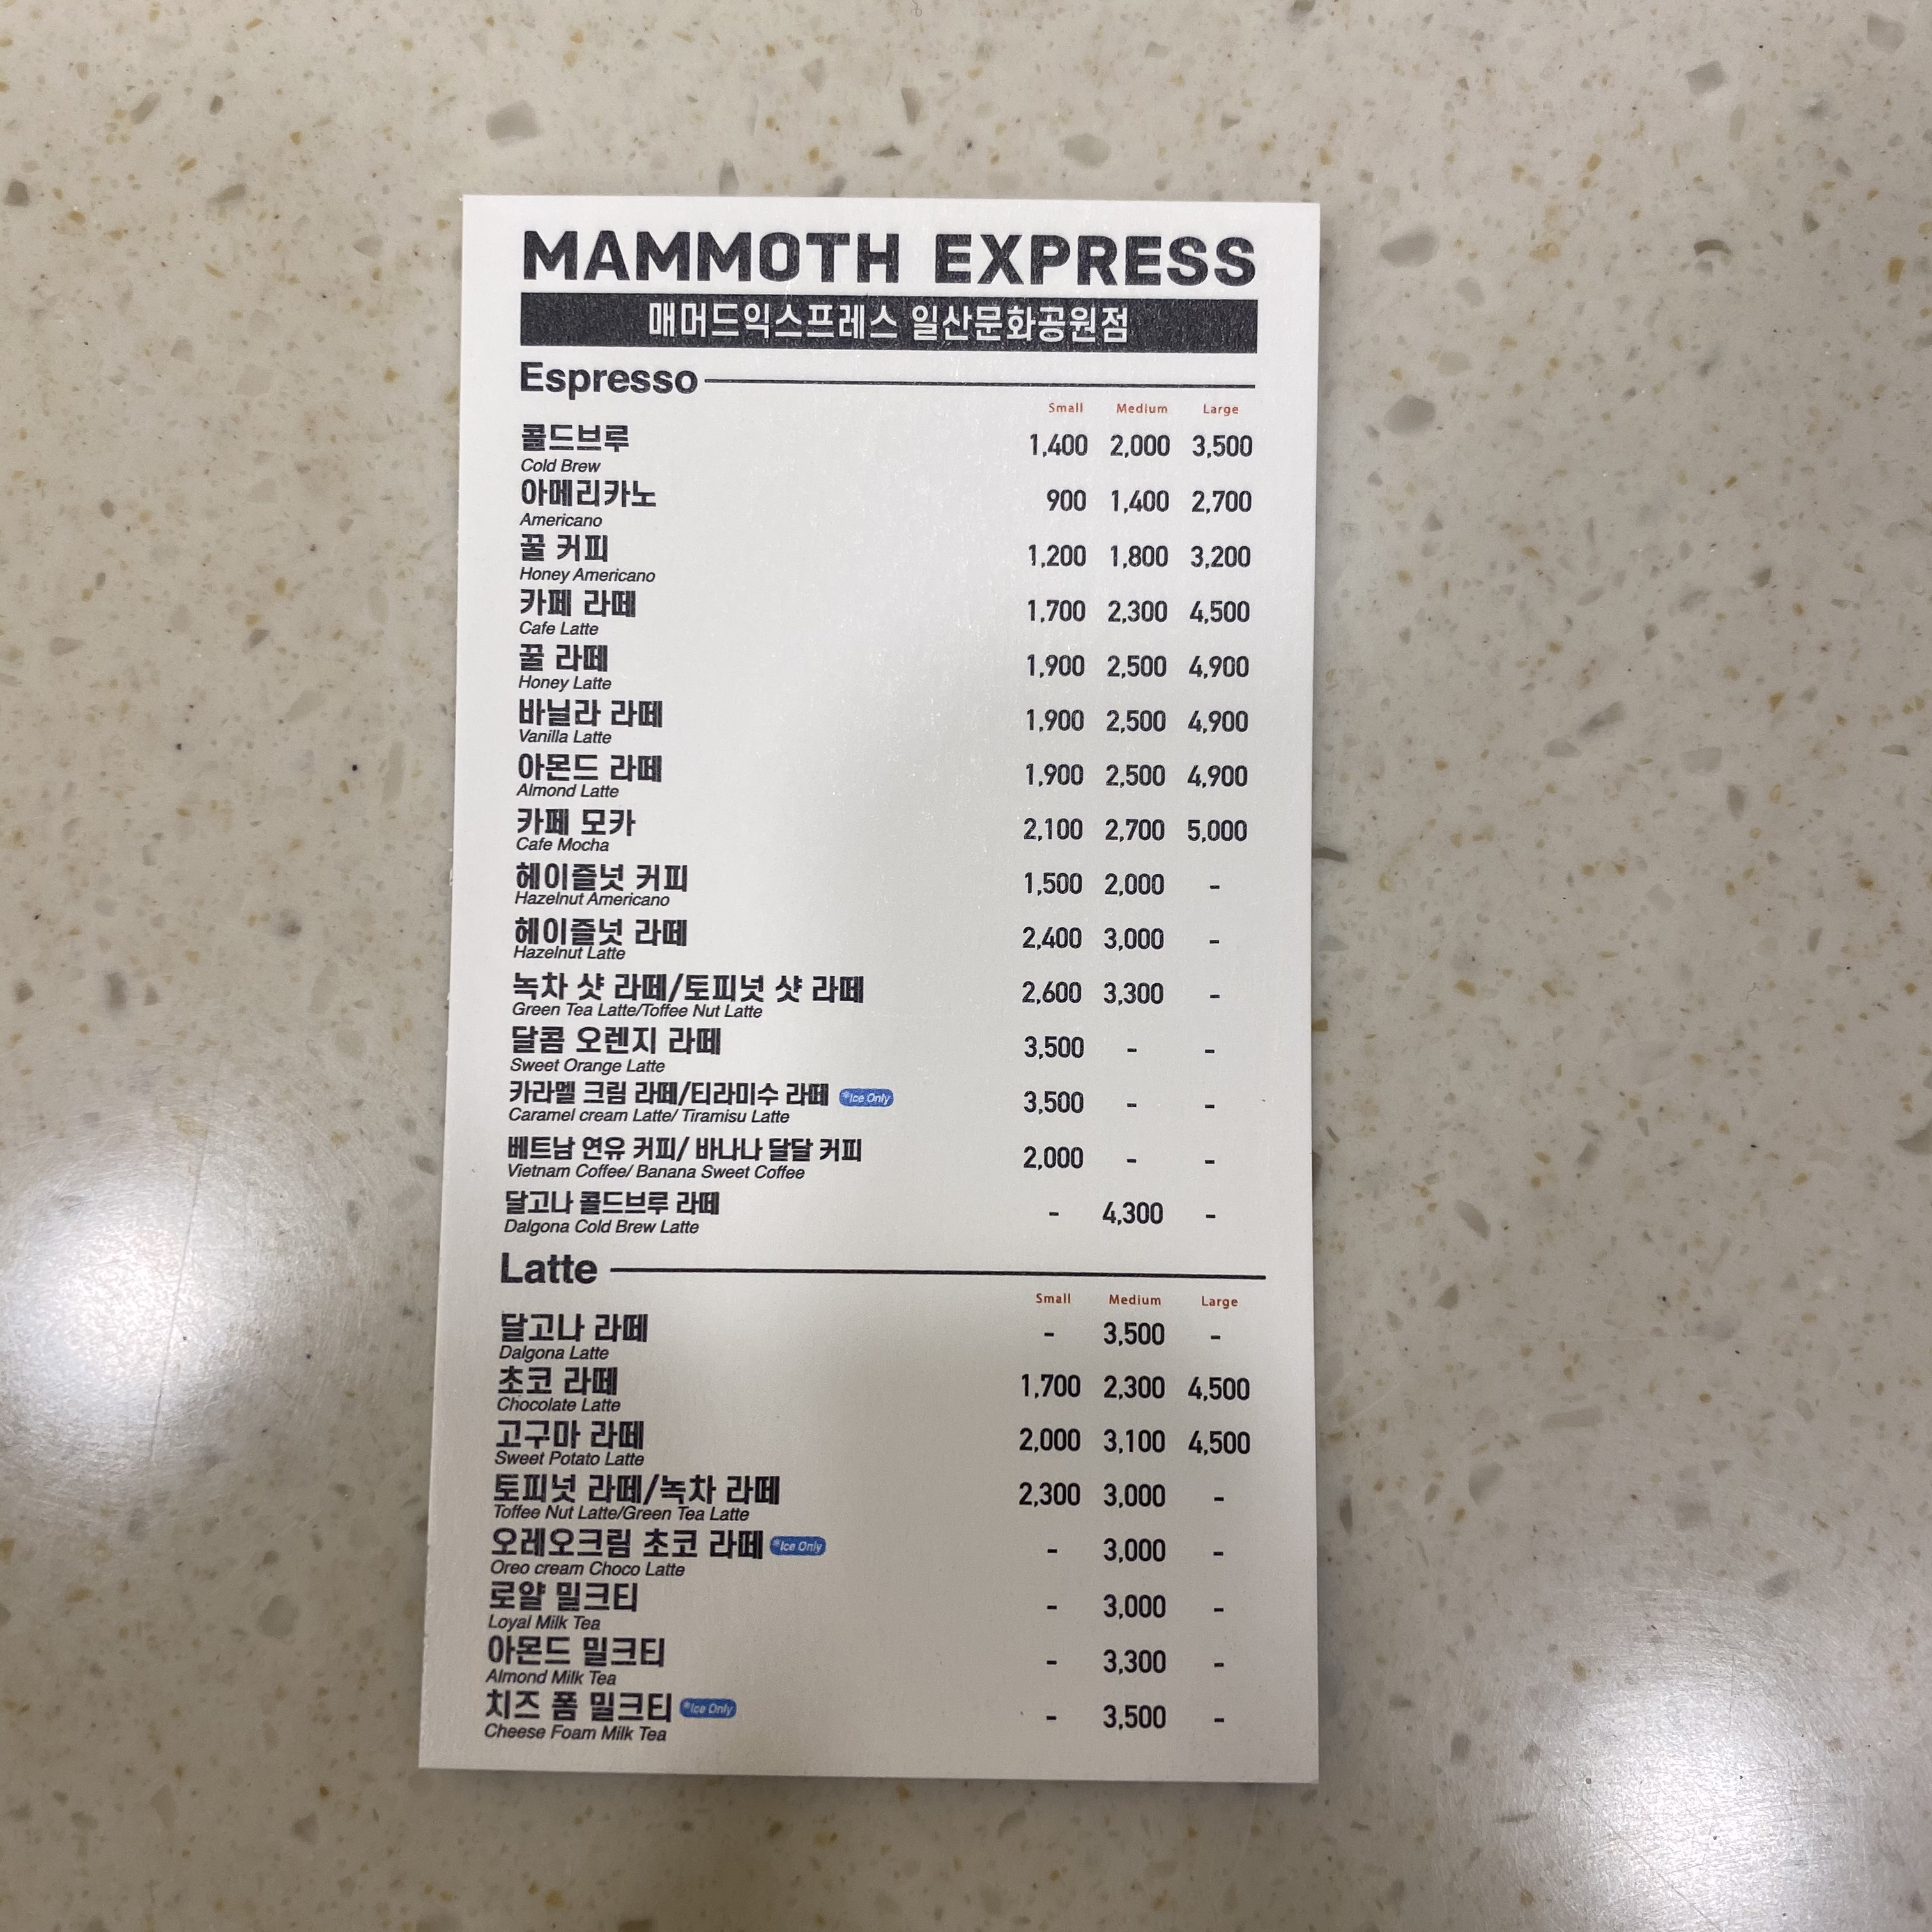 MAMMOTH EXPRESS
매머드익스프레스 일산문화공원점
Espresso
Small Medium Large
콜드브루 1,400 2,000 3,500
Cold Brew
아메리카노 900 1,400 2,700
Americano
꿀 커피 1,200 1,800 3,200
Honey Americano
카페 라떼 1,700 2,300 4,500
Cafe Latte
꿀 라떼 1,900 2,500 4,900
Honey Latte
바닐라 라떼 1,900 2,500 4,900
Vanilla Latte
아몬드 라떼 1,900 2,500 4,900
Almond Latte
카페 모카 2,100 2,700 5,000
Cafe Mocha
헤이즐넛 커피 1,500 2,000 -
Hazelnut Americano
헤이즐넛 라떼 2,400 3,000 -
Hazelnut Latte
녹차 샷 라떼/토피넛 샷 라떼 2,600 3,300 -
Green Tea Latte/Toffee Nut Latte
달콤 오렌지 라떼 3,500 - -
Sweet Orange Latte
카라멜 크림 라떼/티라미수 라떼 *Ice Only 3,500 - -
Caramel cream Latte/ Tiramisu Latte
베트남 연유 커피/ 바나나 달달 커피 2,000 - -
Vietnam Coffee/ Banana Sweet Coffee
달고나 콜드브루 라떼 - 4,300 -
Dalgona Cold Brew Latte
Latte
Small Medium Large
달고나 라떼 - 3,500 -
Dalgona Latte
초코 라떼 1,700 2,300 4,500
Chocolate Latte
고구마 라떼 2,000 3,100 4,500
Sweet Potato Latte
토피넛 라떼/녹차 라떼 2,300 3,000 -
Toffee Nut Latte/Green Tea Latte
오레오크림 초코 라떼 *Ice Only - 3,000 -
Oreo cream Choco Latte
로얄 밀크티 - 3,000 -
Loyal Milk Tea
아몬드 밀크티 - 3,300 -
Almond Milk Tea
치즈 폼 밀크티 *Ice Only - 3,500 -
Cheese Foam Milk Tea